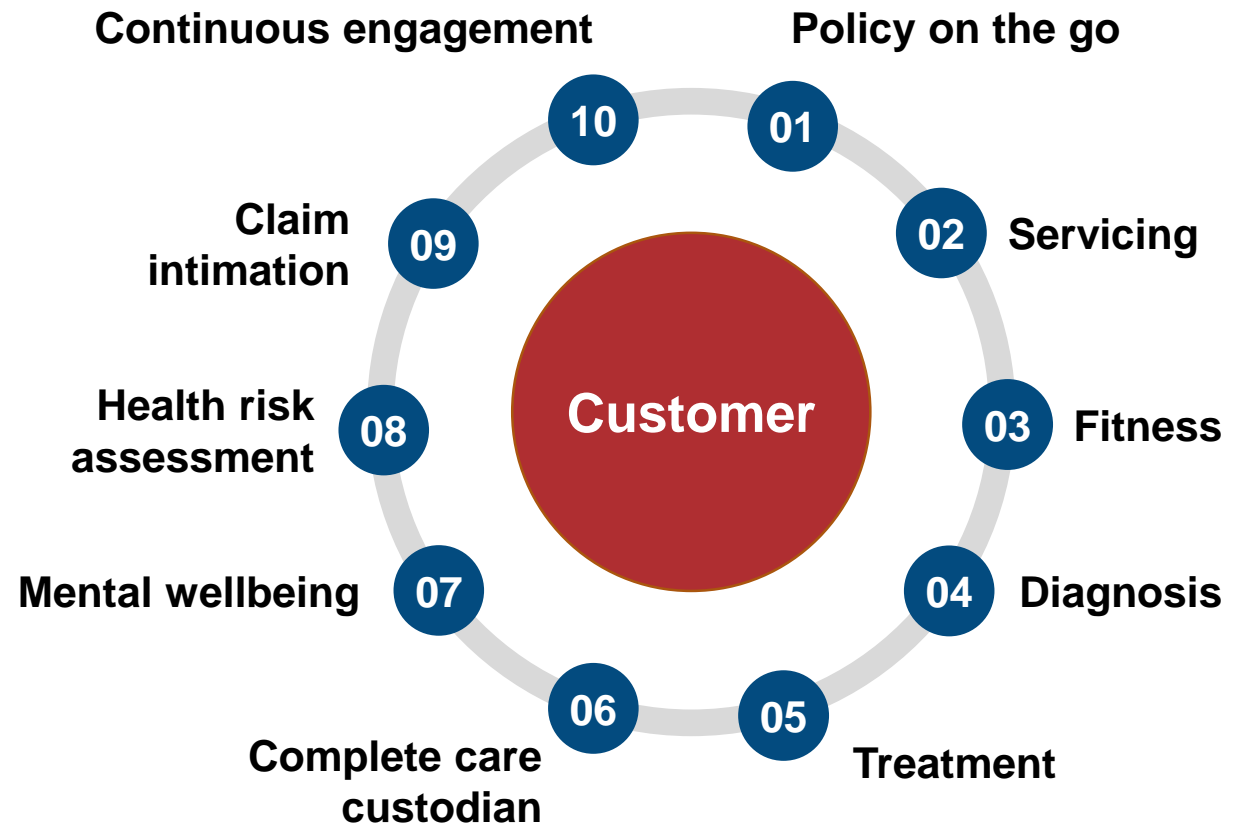 Continuous engagement
Policy on the go
10
01
Claim
intimation
09
02
Servicing
Customer
Health risk
assessment
08
03
Fitness
Mental wellbeing
07
04
Diagnosis
06
05
Complete care
custodian
Treatment